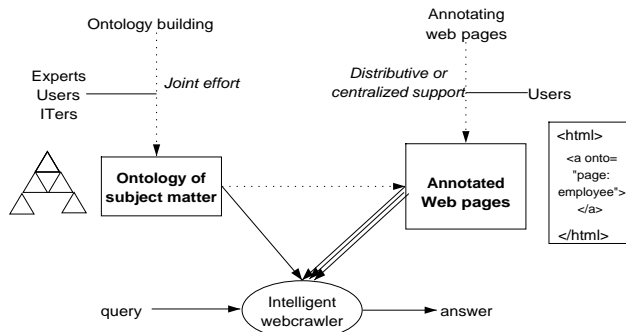 Ontology building
Annotating
web pages
Experts
Users
ITers
Joint effort
Distributive or
centralized support
Users
Ontology of
subject matter
Annotated
Web pages
<html>
<a onto=
"page:
employee">
</a>
</html>
query
Intelligent
webcrawler
answer